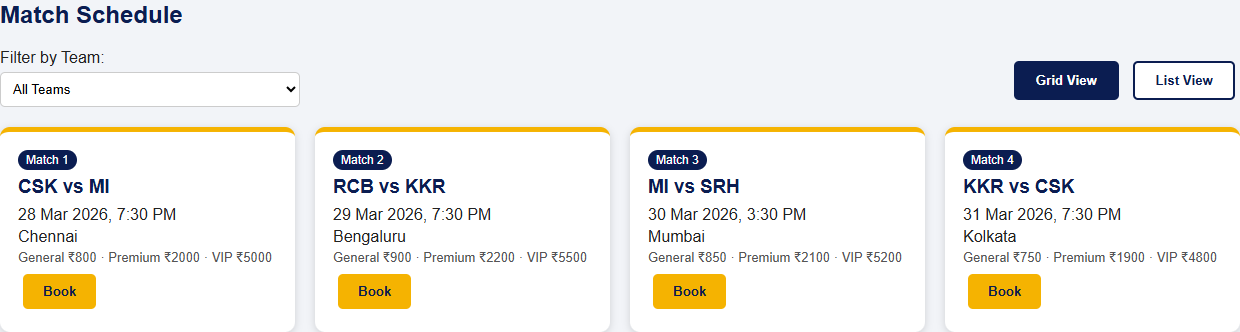 Match Schedule
Filter by Team:
All Teams
Grid View
List View
Match 1
CSK vs MI
28 Mar 2026, 7:30 PM
Chennai
General ₹800 · Premium ₹2000 · VIP ₹5000
Book
Match 2
RCB vs KKR
29 Mar 2026, 7:30 PM
Bengaluru
General ₹900 · Premium ₹2200 · VIP ₹5500
Book
Match 3
MI vs SRH
30 Mar 2026, 3:30 PM
Mumbai
General ₹850 · Premium ₹2100 · VIP ₹5200
Book
Match 4
KKR vs CSK
31 Mar 2026, 7:30 PM
Kolkata
General ₹750 · Premium ₹1900 · VIP ₹4800
Book